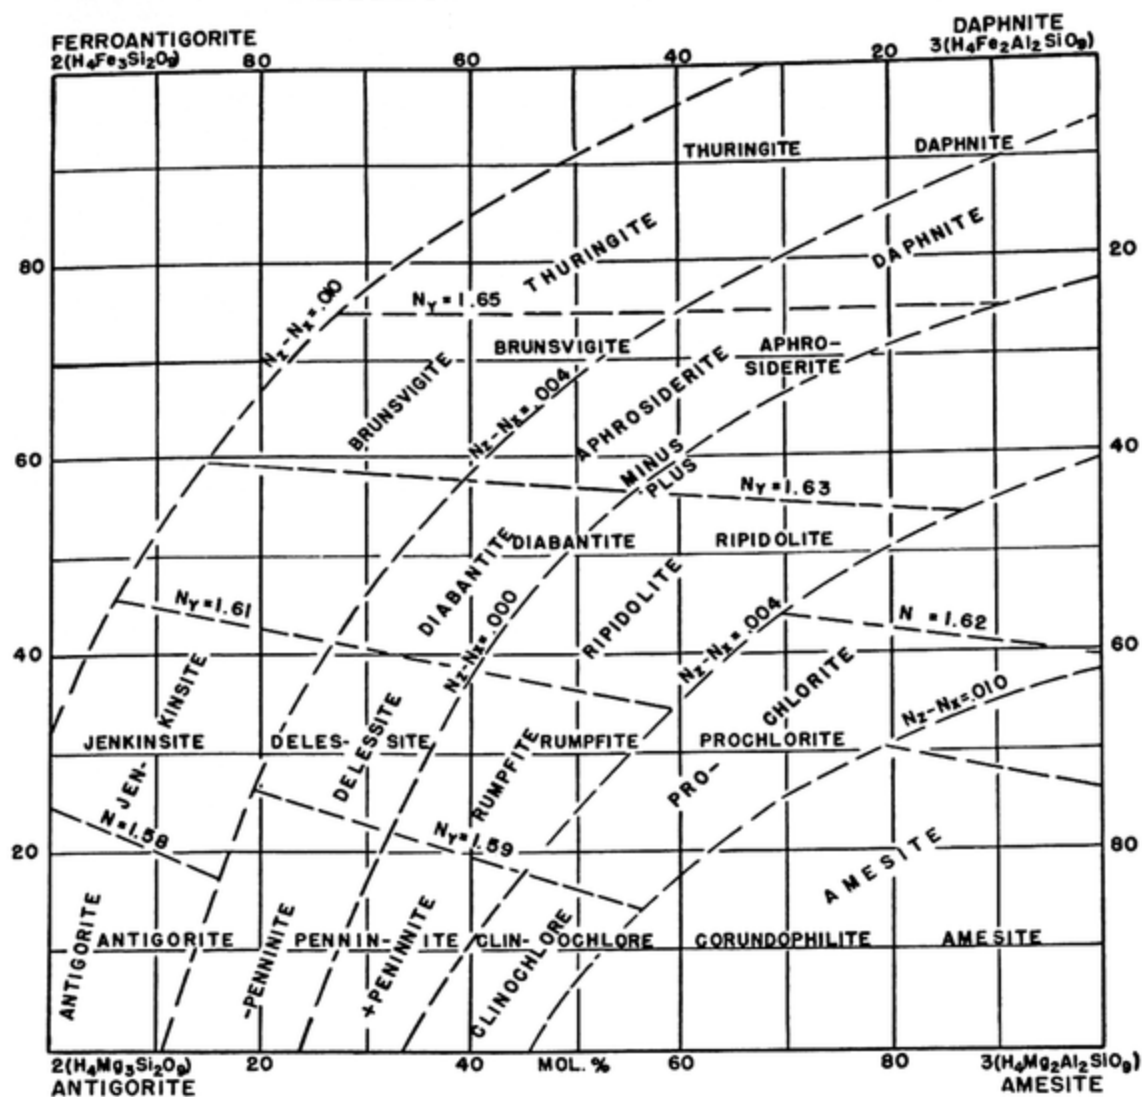 FERROANTIGORITE
2(H₄Fe₃Si₂O₉)
80
60
40
20
DAPHNITE
3(H₄Fe₂Al₂SiO₉)
THURINGITE
DAPHNITE
THURINGITE
DAPHNITE
80
20
Nz-Nx=.010
Ny=1.65
BRUNSVIGITE
BRUNSVIGITE
APHRO-
SIDERITE
Nz-Nx=.004
APHROSIDERITE
MINUS
PLUS
60
40
Ny=1.63
DIABANTITE
DIABANTITE
RIPIDOLITE
RIPIDOLITE
Ny=1.61
Nz-Nx=.000
Nz-Nx=.004
N =1.62
40
60
JEN-
KINSITE
JENKINSITE
DELES-
SITE
DELESSITE
RUMPFITE
RUMPFITE
PRO-
CHLORITE
PROCHLORITE
Nz-Nx=.010
N=1.58
Ny=1.59
20
80
AMESITE
ANTIGORITE
ANTIGORITE
-PENNINITE
PENNIN-
ITE
+PENINNITE
CLIN-
OCHLORE
CLINOCHLORE
CORUNDOPHILITE
AMESITE
2(H₄Mg₃Si₂O₉)
ANTIGORITE
20
40
MOL.%
60
80
3(H₄Mg₂Al₂SiO₉)
AMESITE